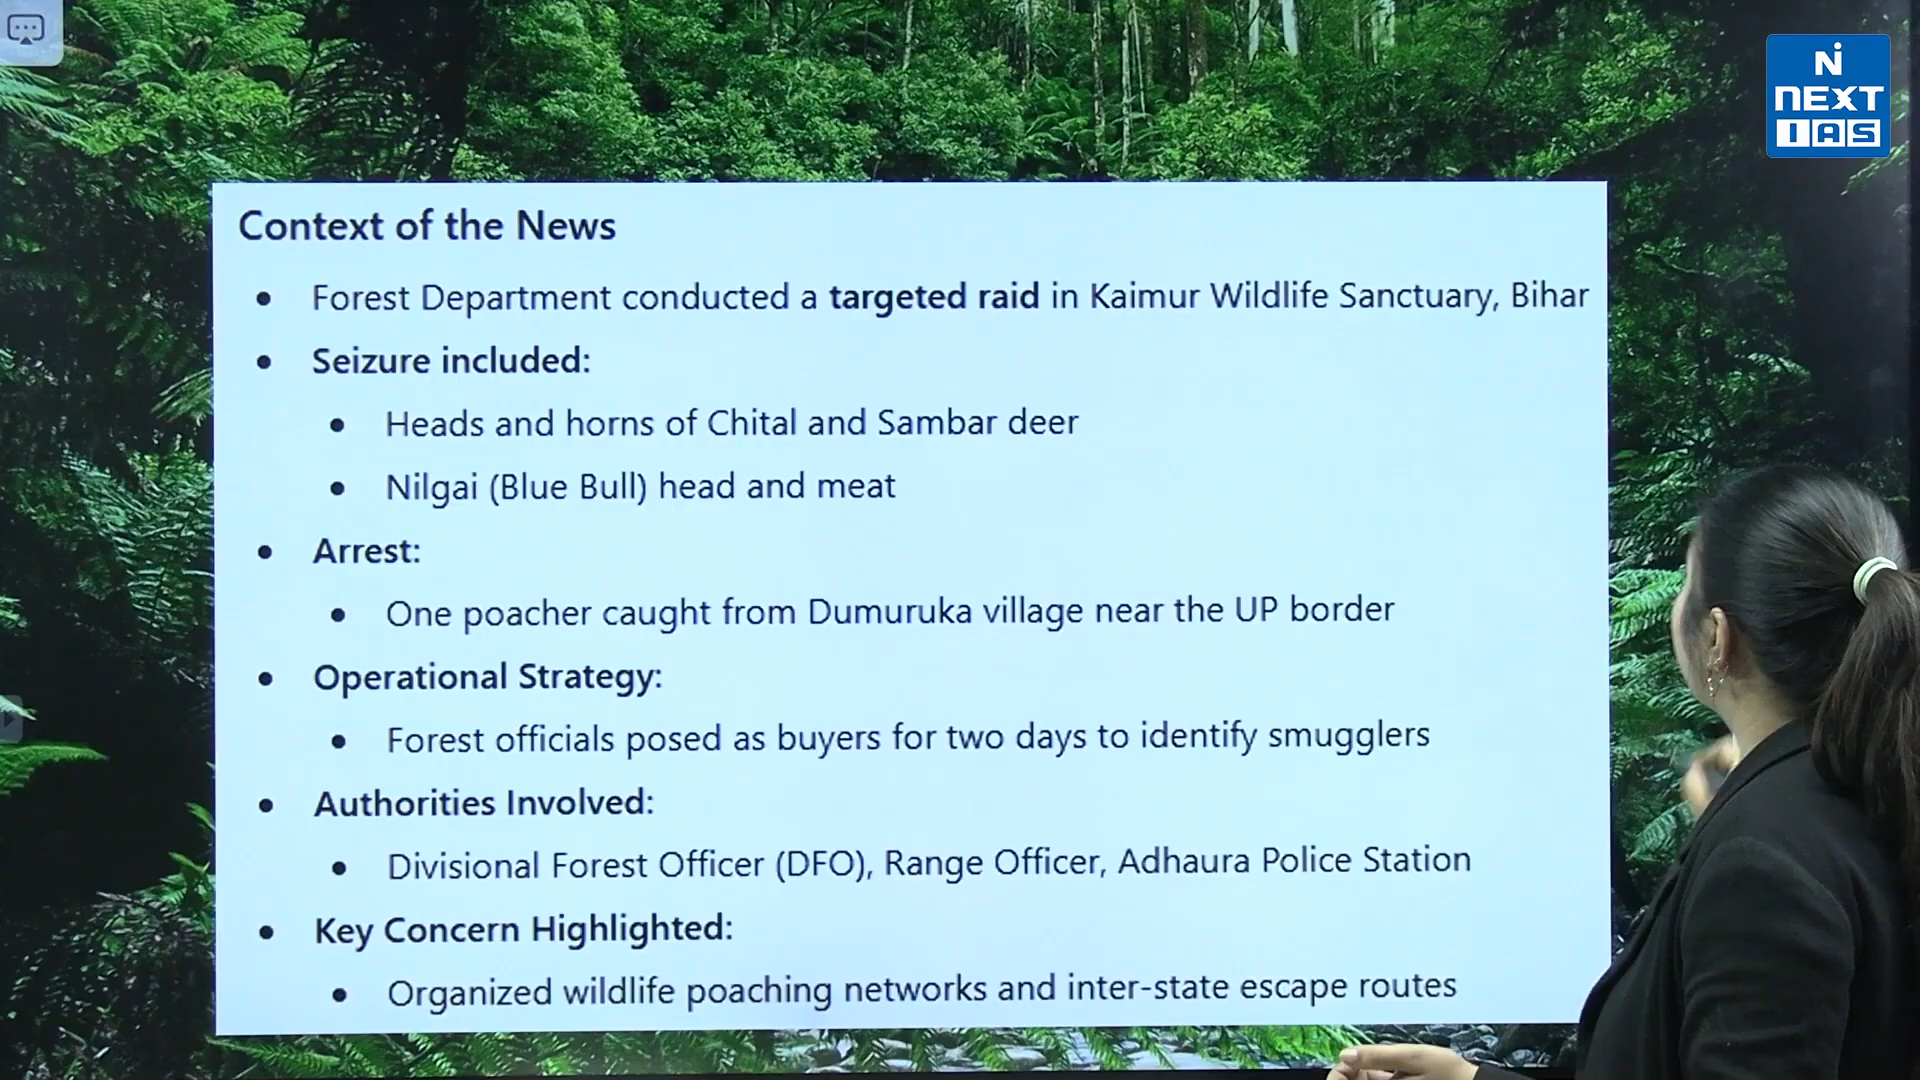 Ni
NEXT
IAS
Context of the News
• Forest Department conducted a targeted raid in Kaimur Wildlife Sanctuary, Bihar
• Seizure included:
• Heads and horns of Chital and Sambar deer
• Nilgai (Blue Bull) head and meat
• Arrest:
• One poacher caught from Dumuruka village near the UP border
• Operational Strategy:
• Forest officials posed as buyers for two days to identify smugglers
• Authorities Involved:
• Divisional Forest Officer (DFO), Range Officer, Adhaura Police Station
• Key Concern Highlighted:
• Organized wildlife poaching networks and inter-state escape routes